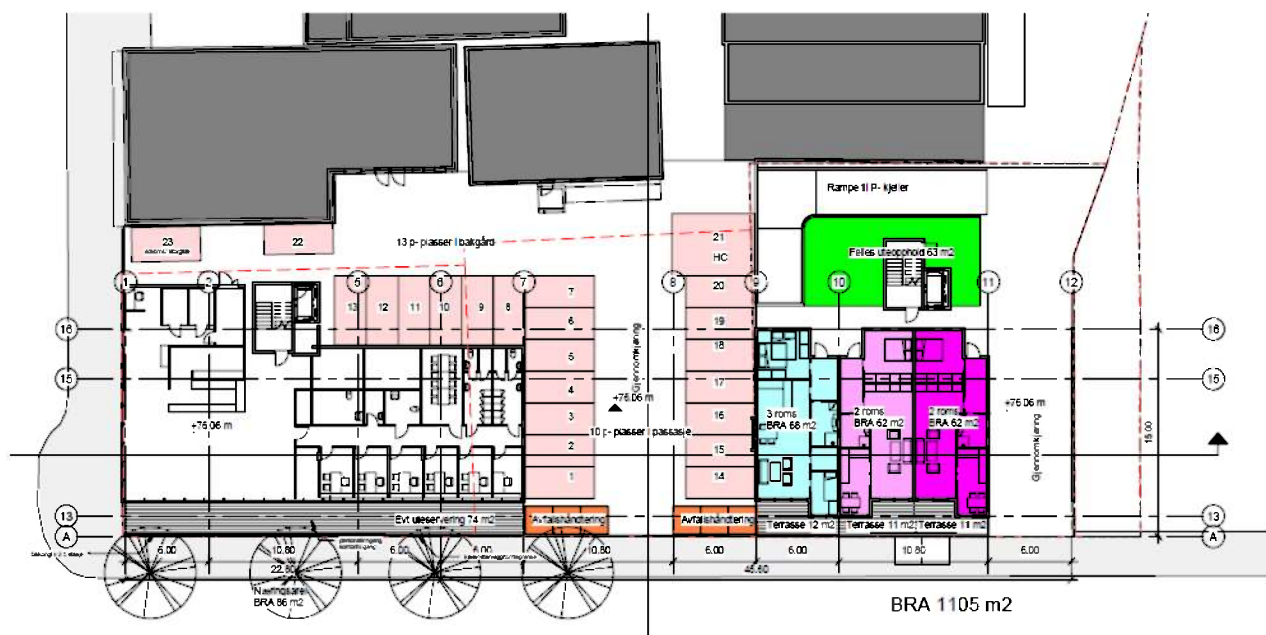 Rampe til P- kjeller
23
22
13 p- plasser i bakgård
21
HC
Felles uteopphold 63 m2
1
2
5
6
7
8
9
10
11
12
13
12
11
10
9
8
7
20
16
6
19
16
5
18
15
4
17
15
Gjennomkjøring
+76.06 m
+76.06 m
+76.06 m
3
16
3 roms
BRA 68 m2
2 roms
BRA 62 m2
2 roms
BRA 62 m2
10 p- plasser i passasje
2
15
15.00
1
14
Gjennomkjøring
13
Evt uteservering 74 m2
Avfallshåndtering
Avfallshåndtering
Terrasse 12 m2
Terrasse 11 m2
Terrasse 11 m2
13
A
A
6.00
10.80
6.00
6.00
10.80
6.00
6.00
10.80
6.00
22.80
45.60
Næringsareal
BRA 86 m2
BRA 1105 m2